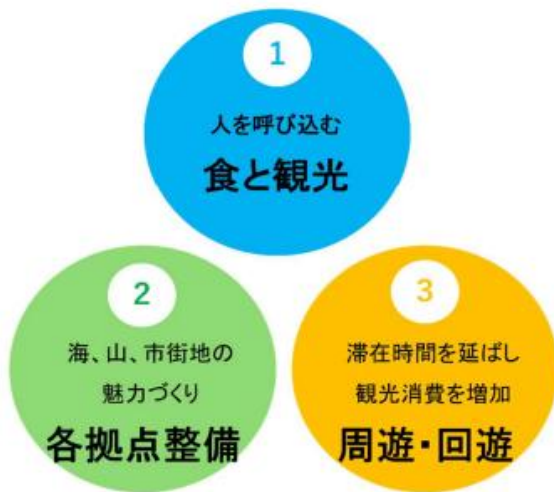 1
人を呼び込む
食と観光
2
海、山、市街地の
魅力づくり
各拠点整備
3
滞在時間を延ばし
観光消費を増加
周遊・回遊